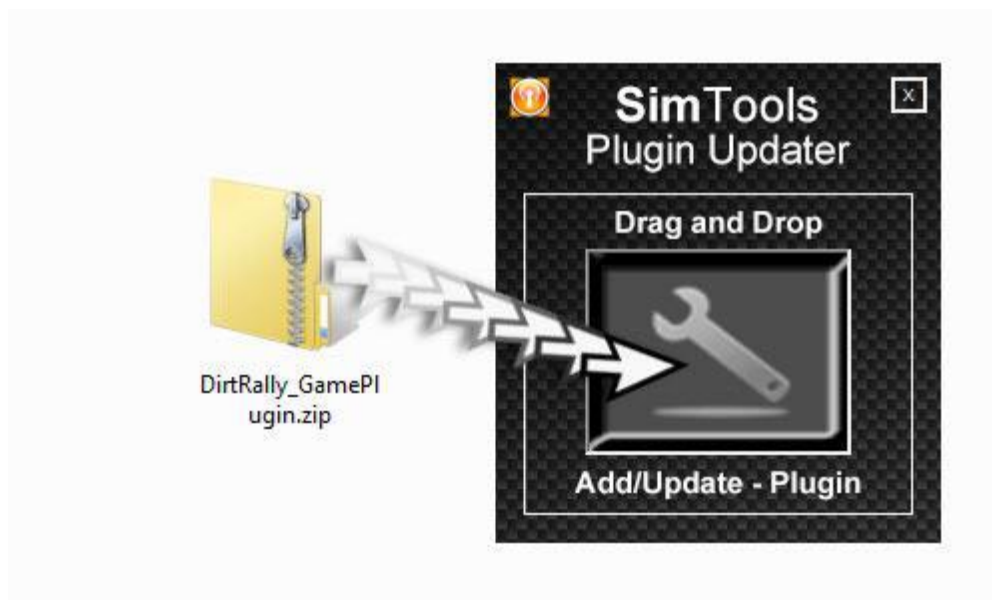 SimTools
X
Plugin Updater
Drag and Drop
DirtRally_GamePl
ugin.zip
Add/Update - Plugin